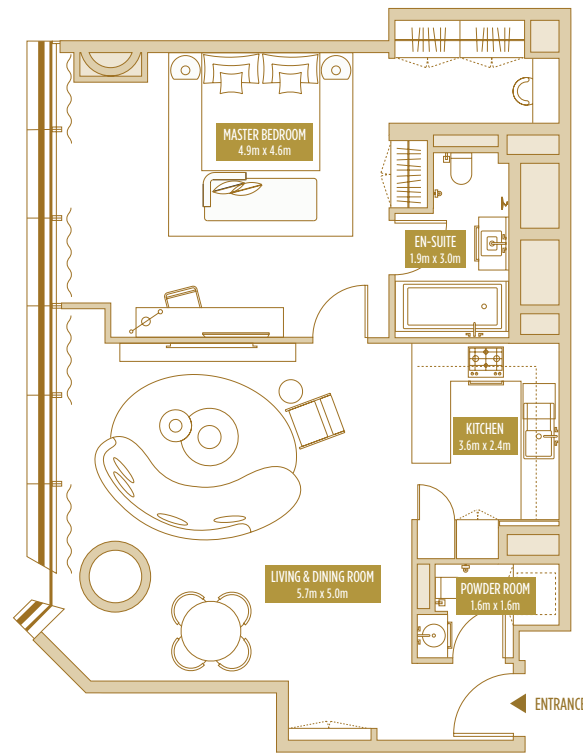 MASTER BEDROOM
4.9m x 4.6m
EN-SUITE
1.9m x 3.0m
KITCHEN
3.6m x 2.4m
LIVING & DINING ROOM
5.7m x 5.0m
POWDER ROOM
1.6m x 1.6m
ENTRANCE